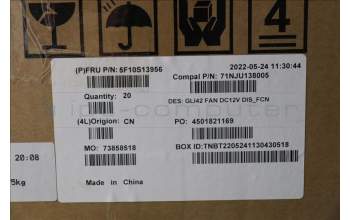 (P)FRU P/N: 5F10S13956
2022-05-24 11:30:44
Compal P/N: 71NJU138005
Quantity: 20
DES: GLI42 FAN DC12V DIS_FCN
(4L)Origion: CN
PO: 4501821169
MO: 73858518
BOX ID:TNBT2205241130430518
Made in China
20:08
5kg